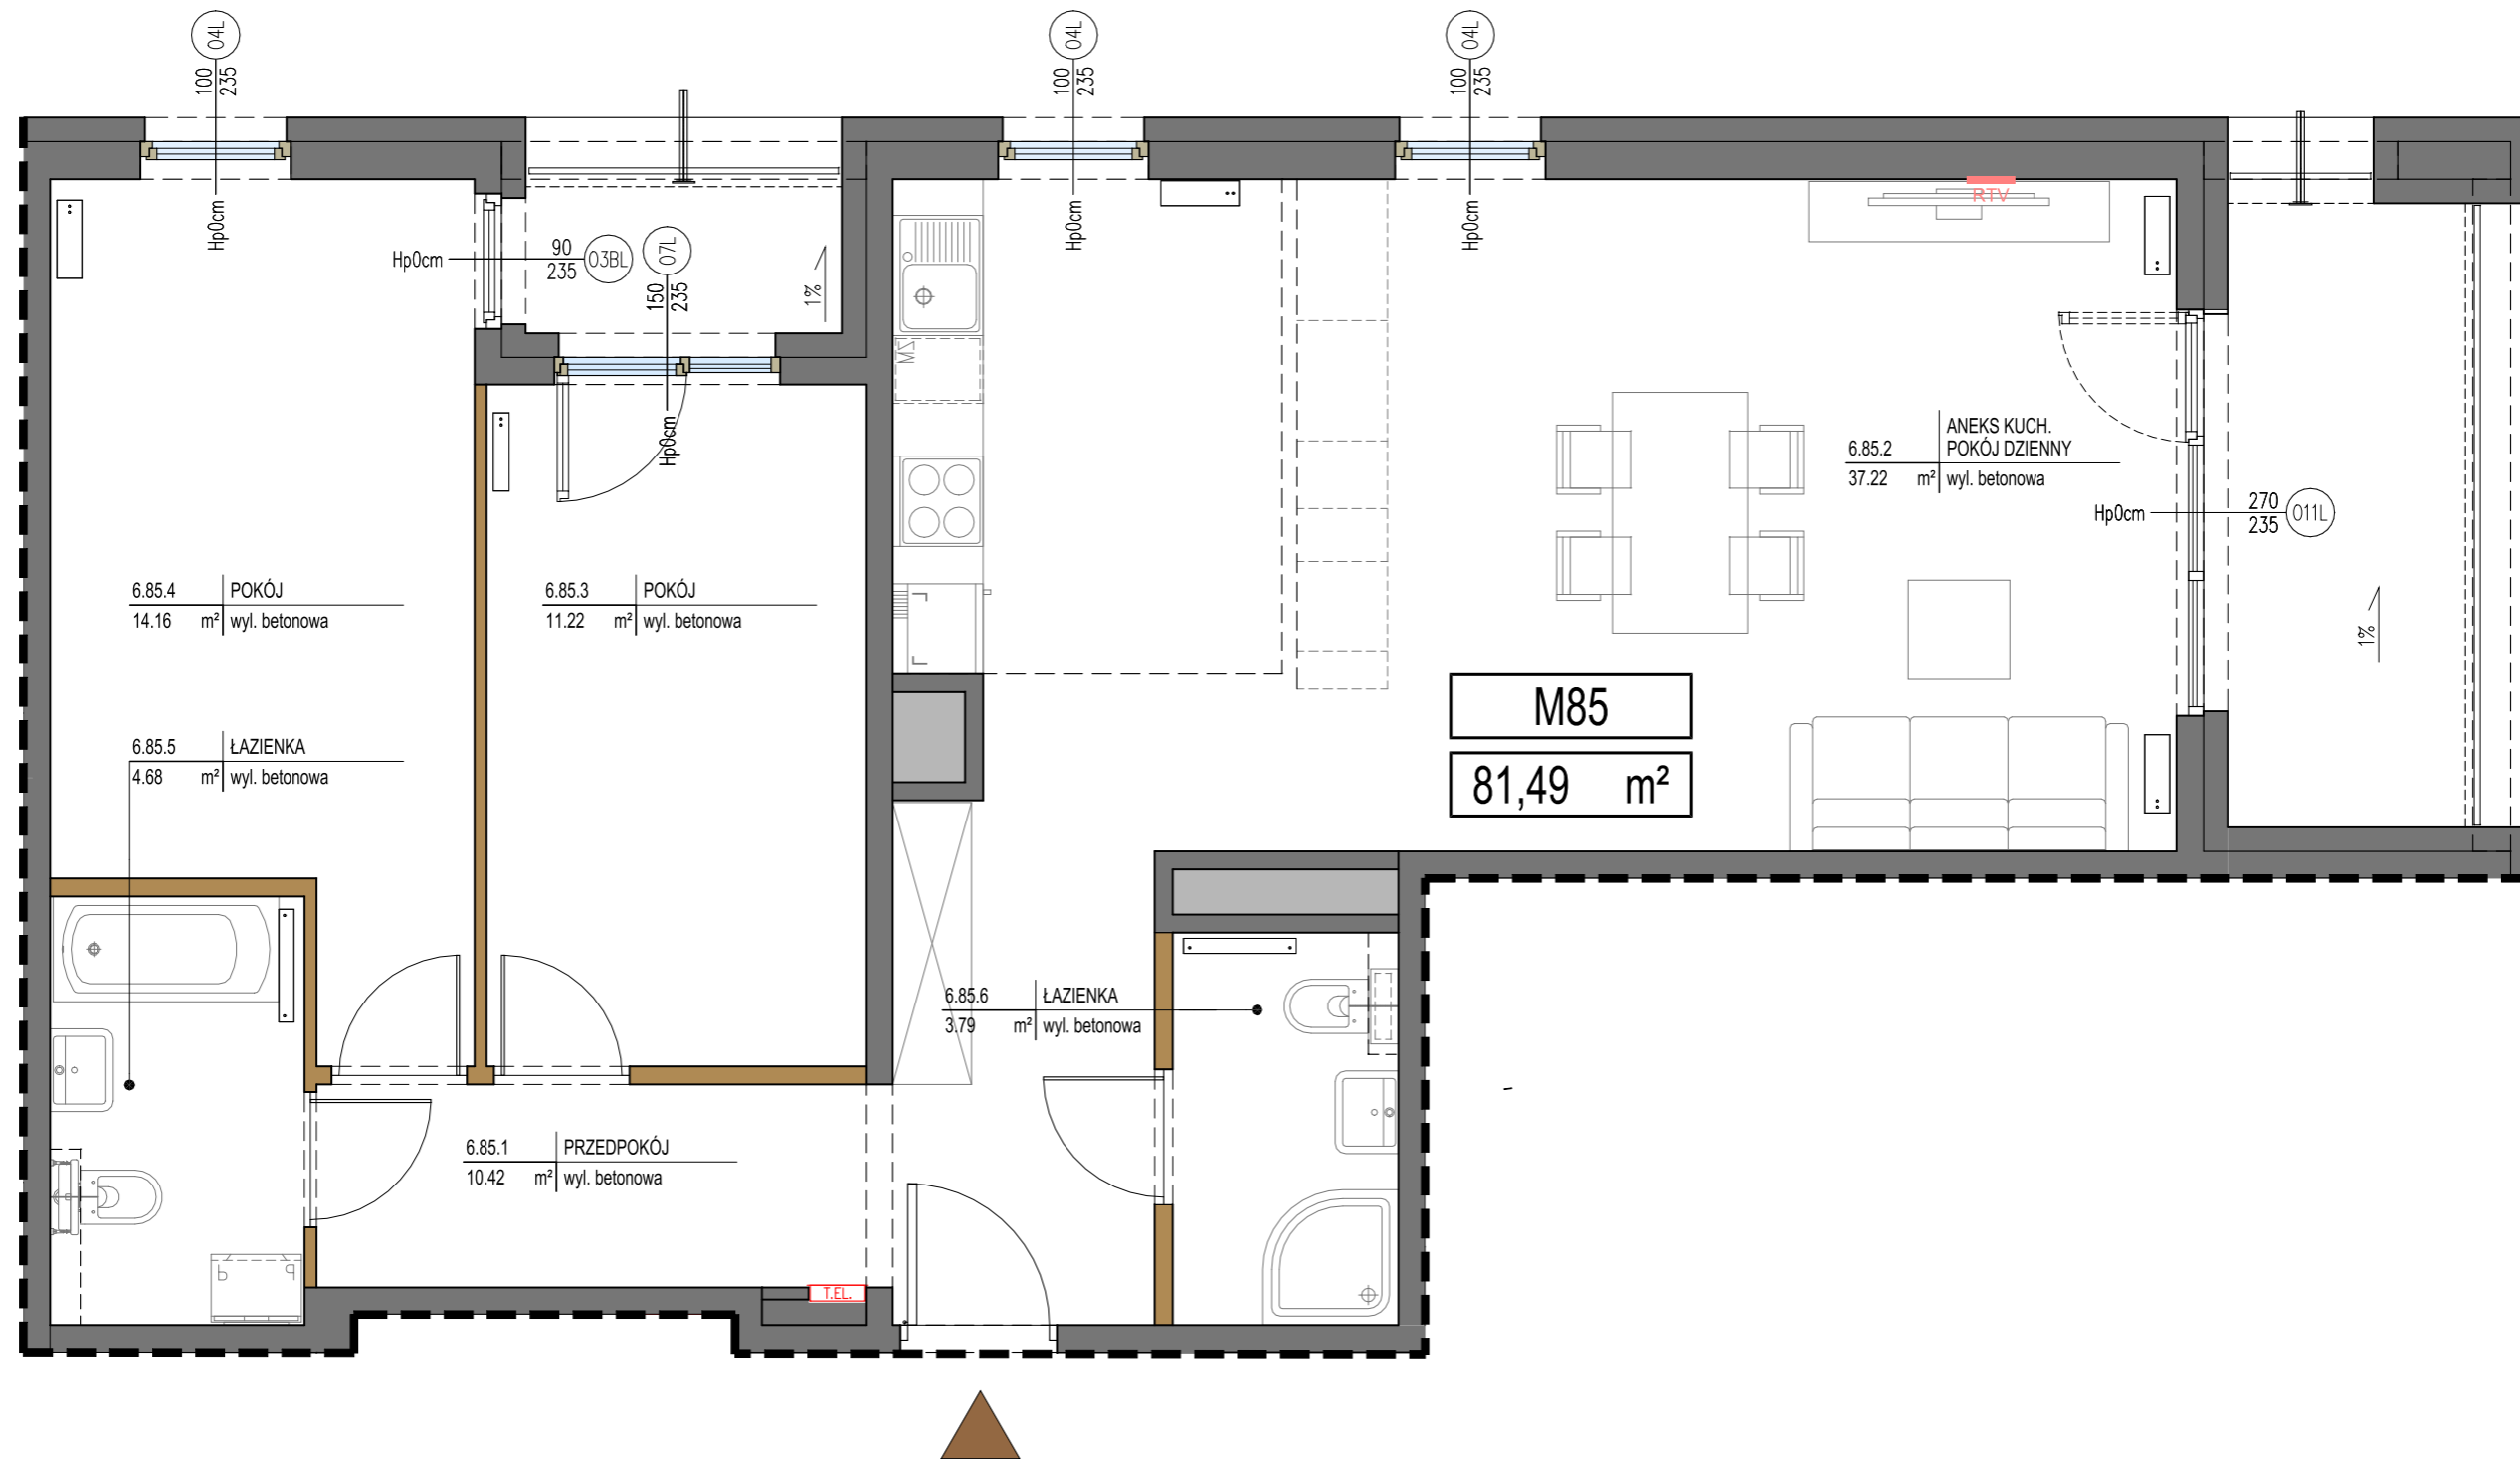 04L
100
235
Hp0cm
04L
100
235
Hp0cm
04L
100
235
Hp0cm
RTV
Hp0cm
90
235
03BL
07L
150
235
Hp0cm
1%
ZM
ANEKS KUCH.
6.85.2 POKÓJ DZIENNY
37.22 m² wyl. betonowa
Hp0cm
270
235
011L
1%
6.85.4 POKÓJ
14.16 m² wyl. betonowa
6.85.3 POKÓJ
11.22 m² wyl. betonowa
M85
81,49 m²
6.85.5 ŁAZIENKA
4.68 m² wyl. betonowa
6.85.6 ŁAZIENKA
3.79 m² wyl. betonowa
6.85.1 PRZEDPOKÓJ
10.42 m² wyl. betonowa
P P
T.EL.